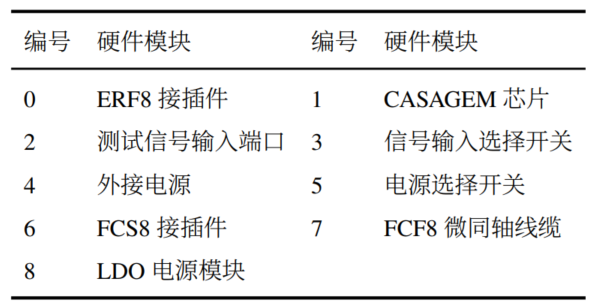 编号 硬件模块 编号 硬件模块
0 ERF8 接插件 1 CASAGEM 芯片
2 测试信号输入端口 3 信号输入选择开关
4 外接电源 5 电源选择开关
6 FCS8 接插件 7 FCF8 微同轴线缆
8 LDO 电源模块